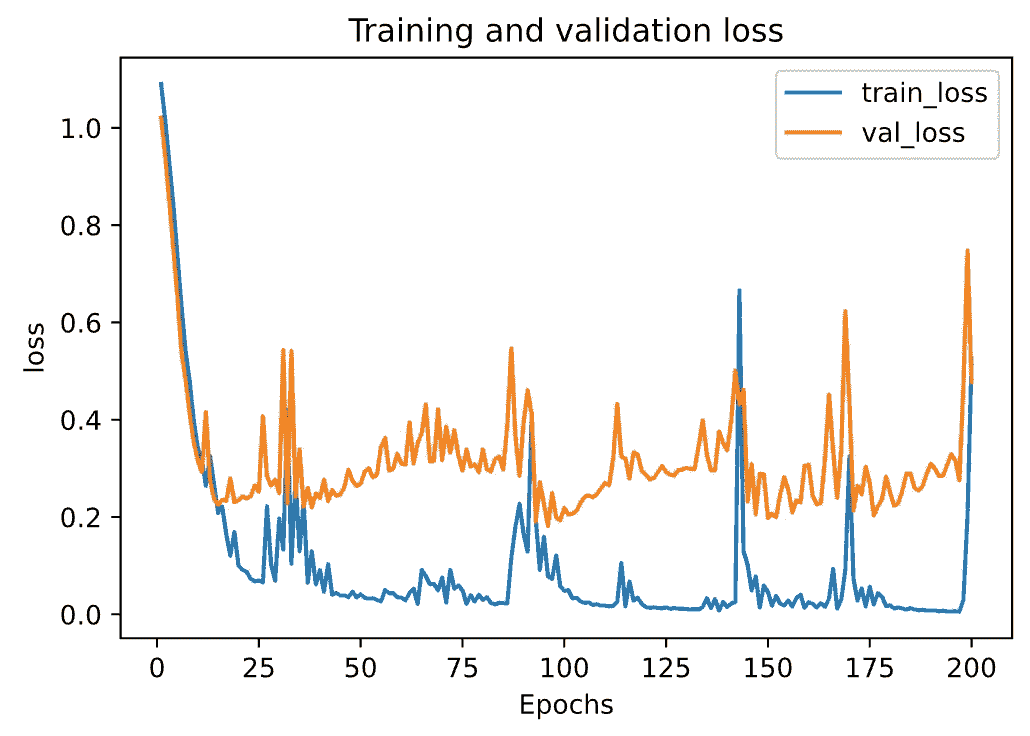 Training and validation loss
train_loss
val_loss
1.0
0.8
0.6
0.4
0.2
0.0
loss
0 25 50 75 100 125 150 175 200
Epochs